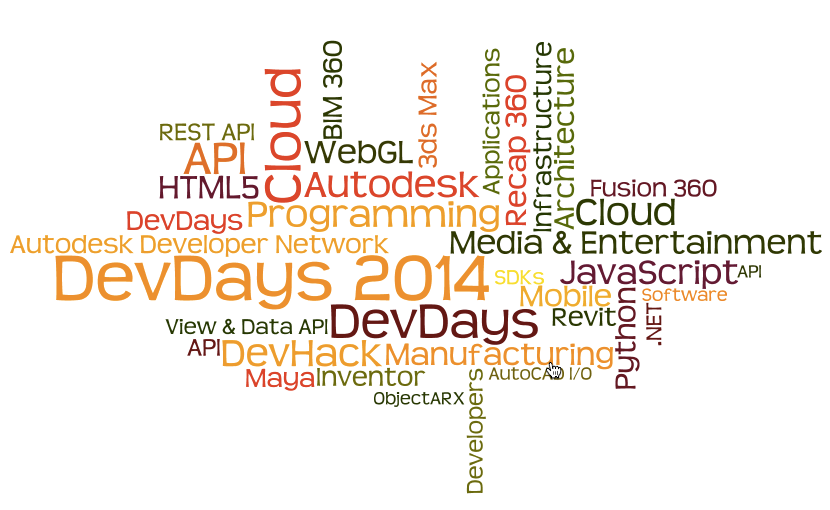 Cloud
BIM 360
3ds Max
Applications
Recap 360
Infrastructure
Architecture
REST API
API
WebGL
HTML5
Autodesk
Fusion 360
DevDays
Programming
Cloud
Autodesk Developer Network
Media & Entertainment
DevDays 2014
SDKs
JavaScript
API
Mobile
Software
View & Data API
DevDays
Revit
Python
.NET
API
DevHack
Manufacturing
Maya
Inventor
AutoCAD I/O
ObjectARX
Developers